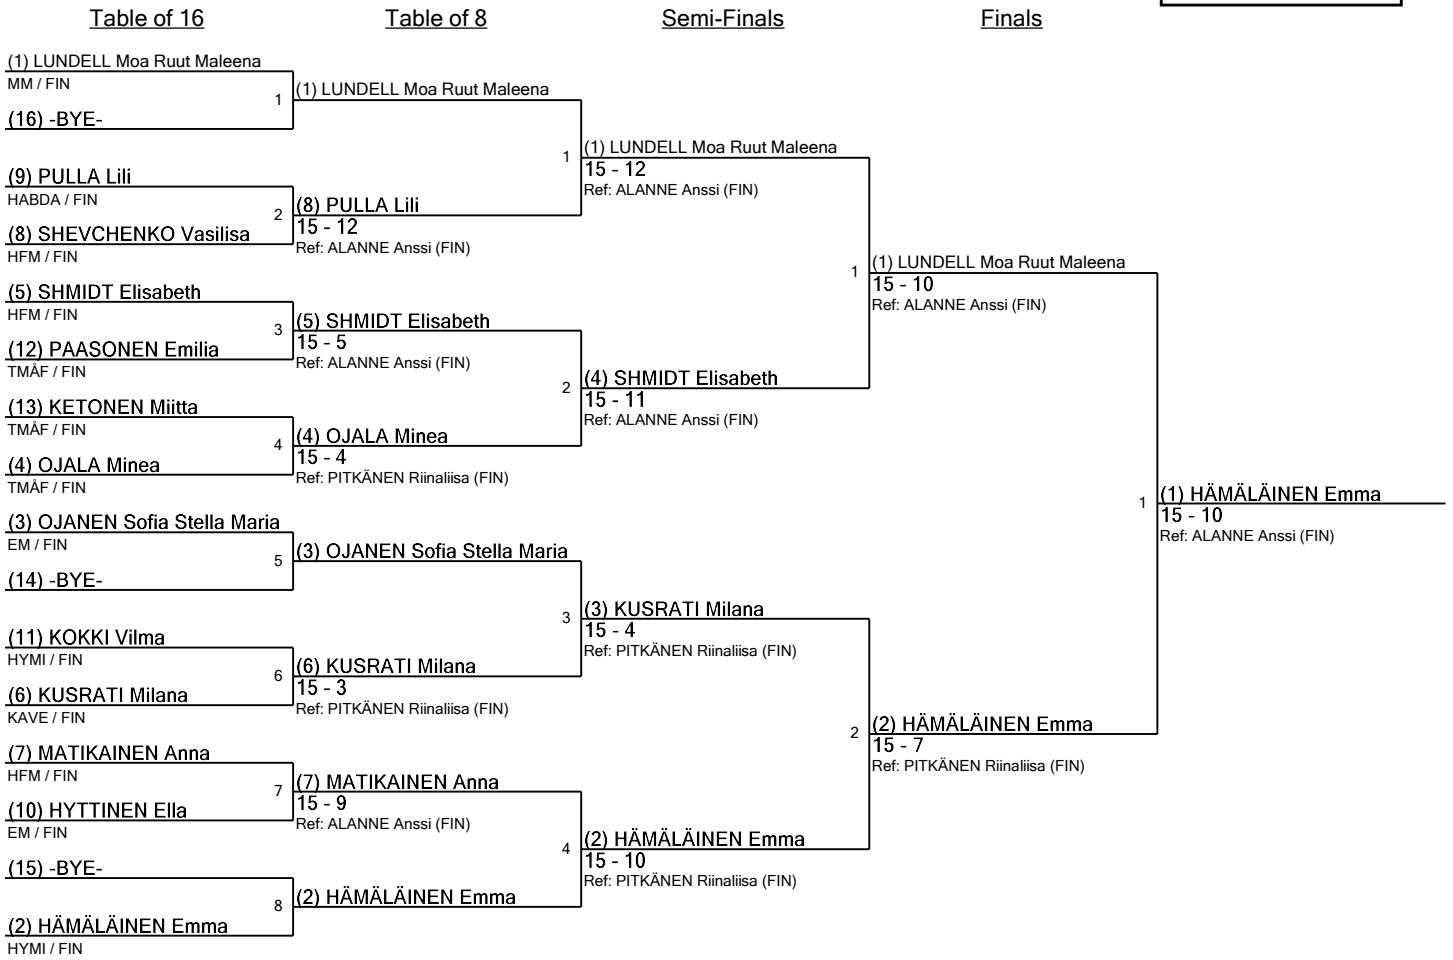 Table of 16
Table of 8
Semi-Finals
Finals
(1) LUNDELL Moa Ruut Maleena
MM / FIN
(16) -BYE-
(9) PULLA Lili
HABDA / FIN
(8) SHEVCHENKO Vasilisa
HFM / FIN
(5) SHMIDT Elisabeth
HFM / FIN
(12) PAASONEN Emilia
TMÅF / FIN
(13) KETONEN Miitta
TMÅF / FIN
(4) OJALA Minea
TMÅF / FIN
(3) OJANEN Sofia Stella Maria
EM / FIN
(14) -BYE-
(11) KOKKI Vilma
HYMI / FIN
(6) KUSRATI Milana
KAVE / FIN
(7) MATIKAINEN Anna
HFM / FIN
(10) HYTTINEN Ella
EM / FIN
(15) -BYE-
(2) HÄMÄLÄINEN Emma
HYMI / FIN
1
(1) LUNDELL Moa Ruut Maleena
2
(8) PULLA Lili
15 - 12
Ref: ALANNE Anssi (FIN)
3
(5) SHMIDT Elisabeth
15 - 5
Ref: ALANNE Anssi (FIN)
4
(4) OJALA Minea
15 - 4
Ref: PITKÄNEN Riinaliisa (FIN)
5
(3) OJANEN Sofia Stella Maria
6
(6) KUSRATI Milana
15 - 3
Ref: PITKÄNEN Riinaliisa (FIN)
7
(7) MATIKAINEN Anna
15 - 9
Ref: ALANNE Anssi (FIN)
8
(2) HÄMÄLÄINEN Emma
1
(1) LUNDELL Moa Ruut Maleena
15 - 12
Ref: ALANNE Anssi (FIN)
2
(4) SHMIDT Elisabeth
15 - 11
Ref: ALANNE Anssi (FIN)
3
(3) KUSRATI Milana
15 - 4
Ref: PITKÄNEN Riinaliisa (FIN)
4
(2) HÄMÄLÄINEN Emma
15 - 10
Ref: PITKÄNEN Riinaliisa (FIN)
1
(1) LUNDELL Moa Ruut Maleena
15 - 10
Ref: ALANNE Anssi (FIN)
2
(2) HÄMÄLÄINEN Emma
15 - 7
Ref: PITKÄNEN Riinaliisa (FIN)
1
(1) HÄMÄLÄINEN Emma
15 - 10
Ref: ALANNE Anssi (FIN)